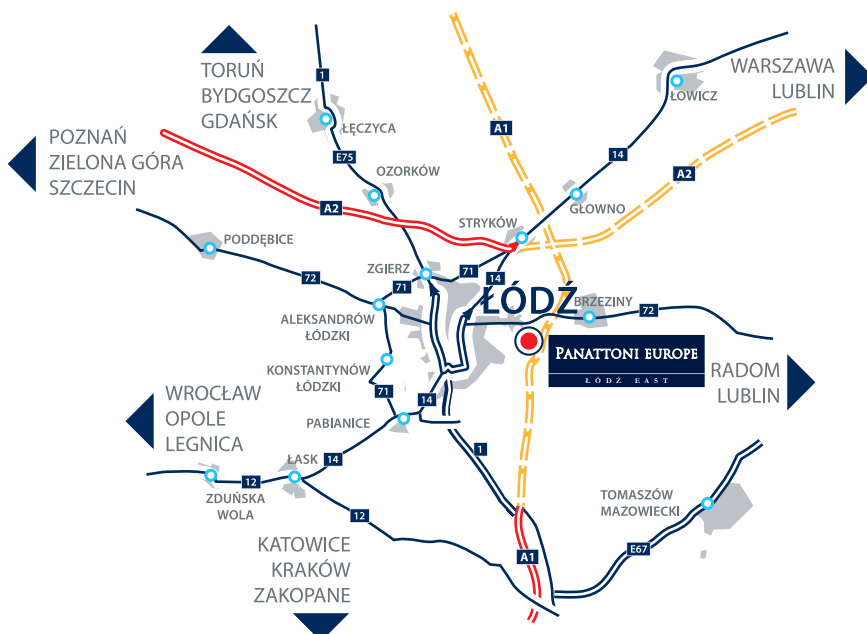 TORUŃ
BYDGOSZCZ
GDAŃSK
1
A1
ŁOWICZ
WARSZAWA
LUBLIN
ŁĘCZYCA
POZNAŃ
ZIELONA GÓRA
SZCZECIN
E75
14
OZORKÓW
A2
A2
GŁOWNO
STRYKÓW
PODDĘBICE
ZGIERZ
71
14
72
71
ŁÓDŹ
BRZEZINY
72
ALEKSANDRÓW
ŁÓDZKI
PANATTONI EUROPE
ŁÓDŹ EAST
KONSTANTYNÓW
ŁÓDZKI
RADOM
LUBLIN
71
14
WROCŁAW
OPOLE
LEGNICA
PABIANICE
1
ŁASK
14
12
ZDUŃSKA
WOLA
12
TOMASZÓW
MAZOWIECKI
KATOWICE
KRAKÓW
ZAKOPANE
A1
E67